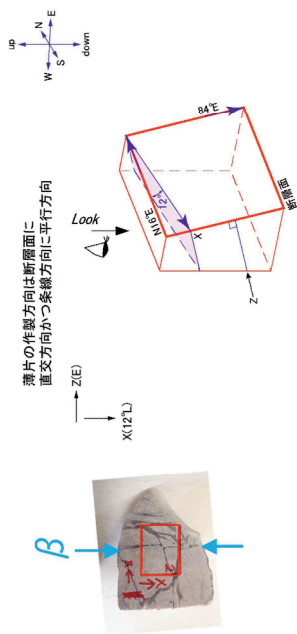 β
X
Z
薄片の作製方向は断層面に
直交方向かつ条線方向に平行方向
Z(E)
X(12°L)
up
N
E
W
S
down
Look
N16°E
12°
84°E
X
Z
断層面